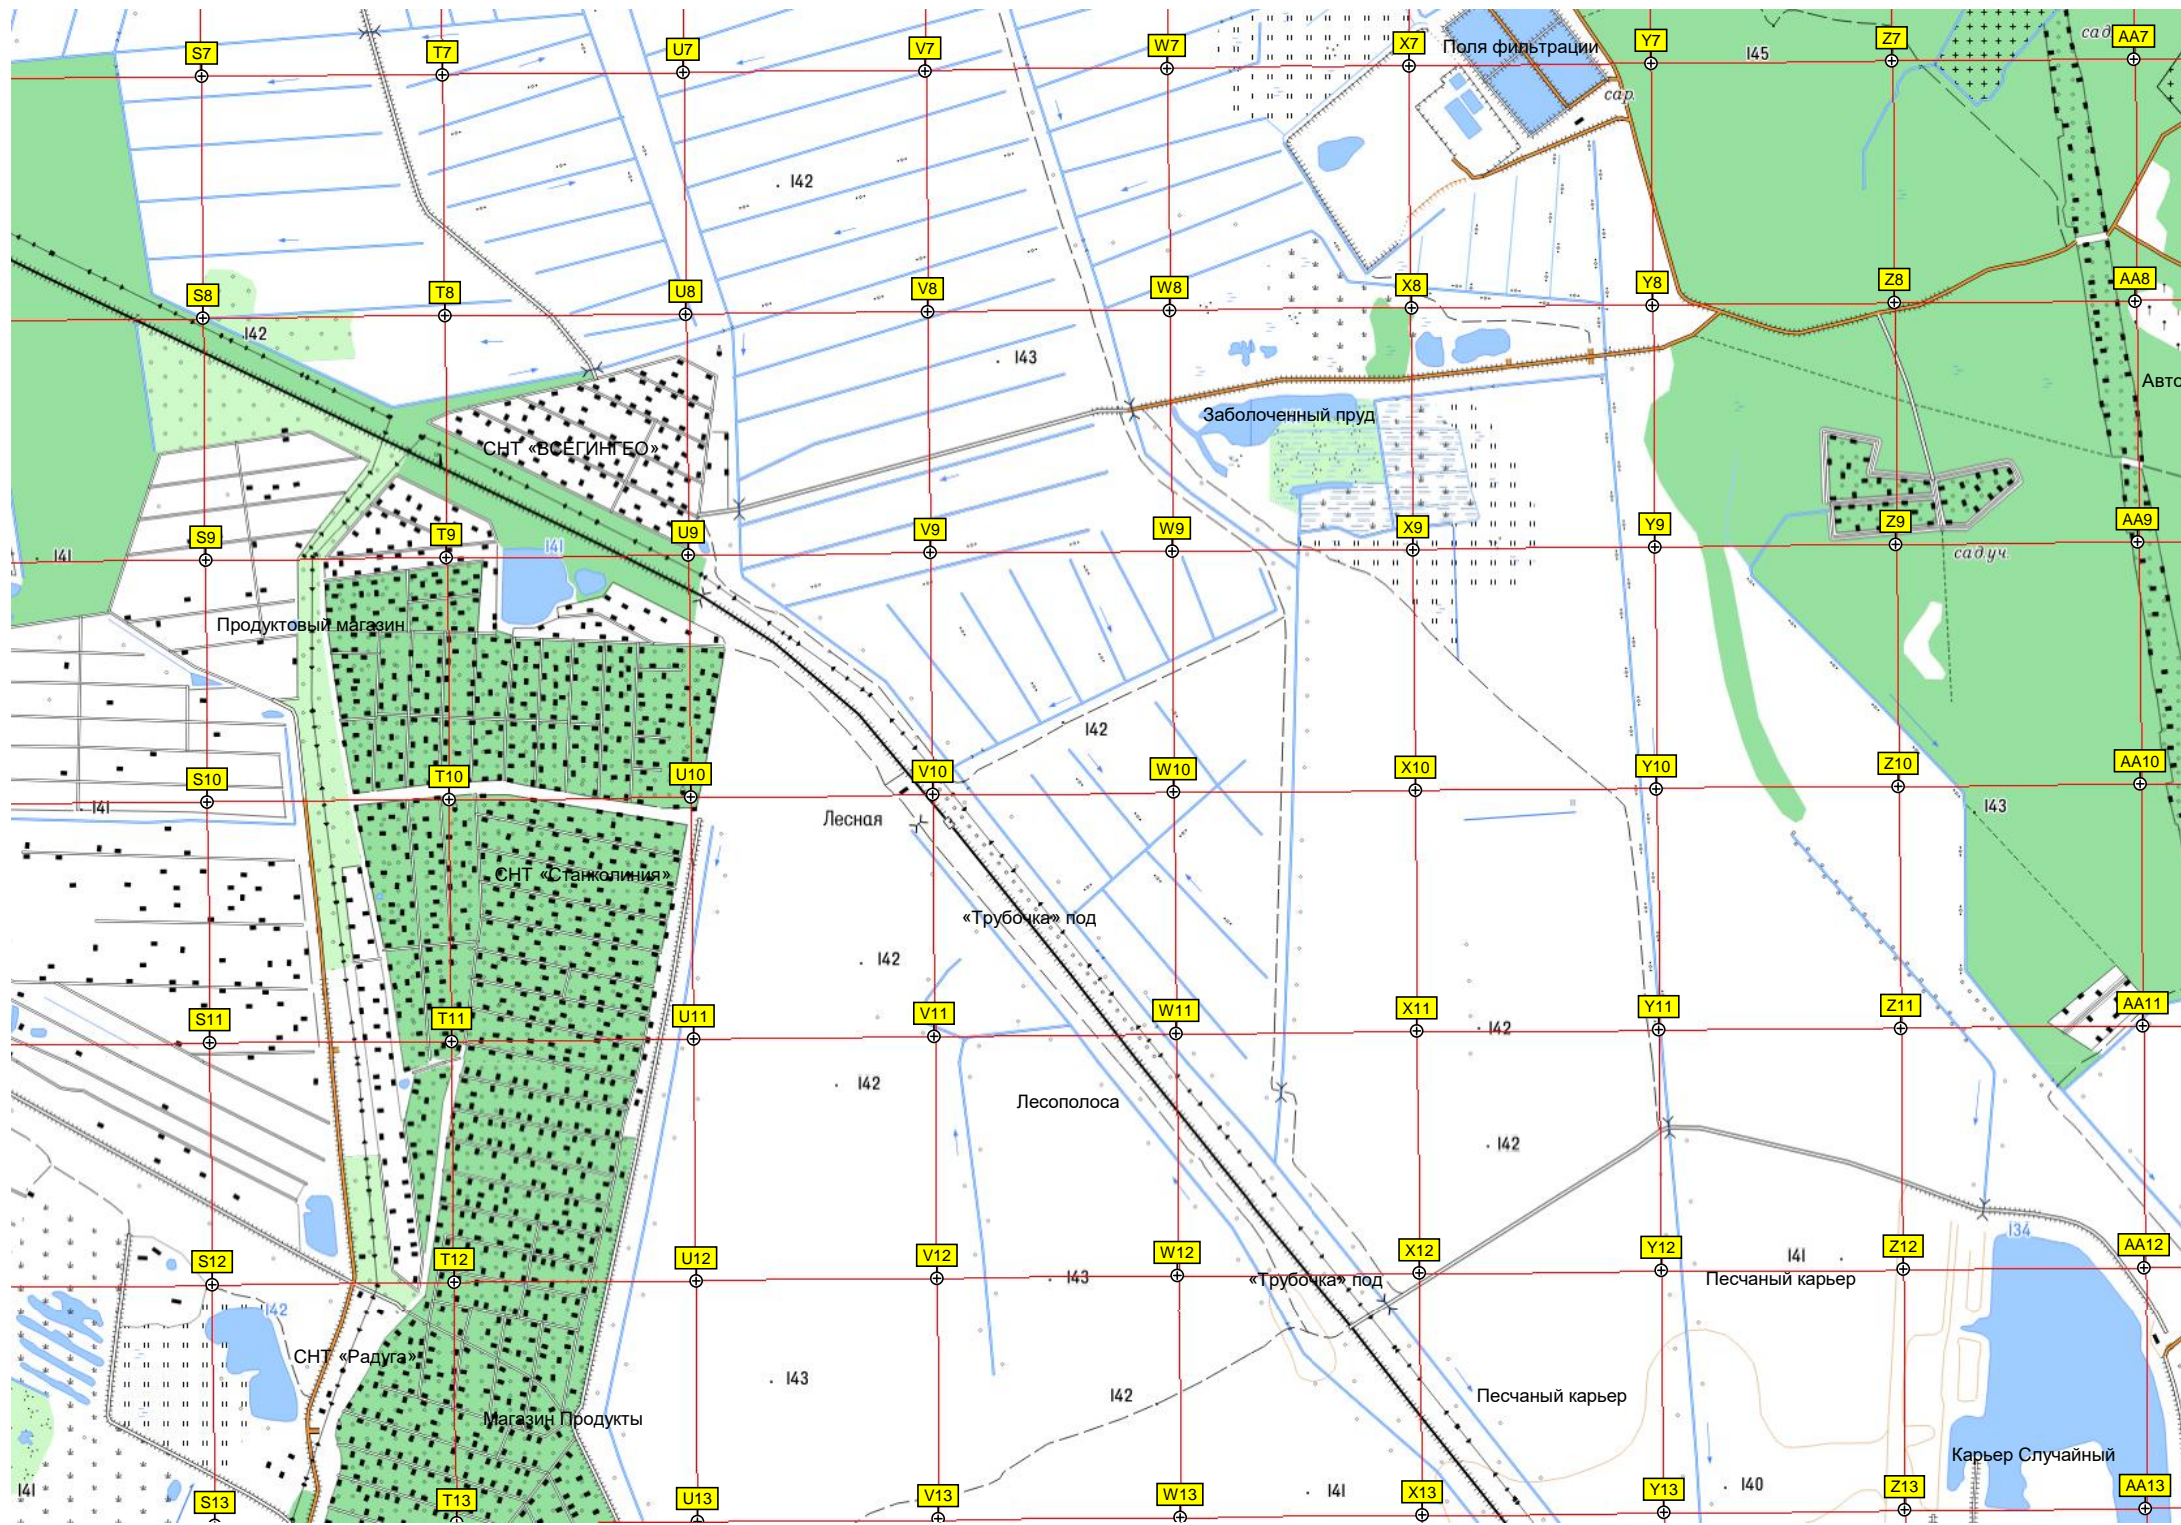 S7 T7 U7 V7 W7 X7 Поля фильтрации Y7 145 Z7 сад AA7
сар.
142
S8 T8 U8 V8 W8 X8 Y8 Z8 AA8
142
143
Авто
Заболоченный пруд
СНТ «ВСЕГИНГЕО»
S9 T9 U9 V9 W9 X9 Y9 Z9 AA9
141 141 сад.уч.
Продуктовый магазин
142
S10 T10 U10 V10 W10 X10 Y10 Z10 AA10
141 143
Лесная
СНТ «Станколиния»
«Трубочка» под
142
S11 T11 U11 V11 W11 X11 Y11 Z11 AA11
142
142
Лесополоса
142
134
S12 T12 U12 V12 W12 X12 Y12 Z12 AA12
141
143
«Трубочка» под
Песчаный карьер
142
СНТ «Радуга»
143
142
Песчаный карьер
Магазин Продукты
Карьер Случайный
141 141 140
S13 T13 U13 V13 W13 X13 Y13 Z13 AA13